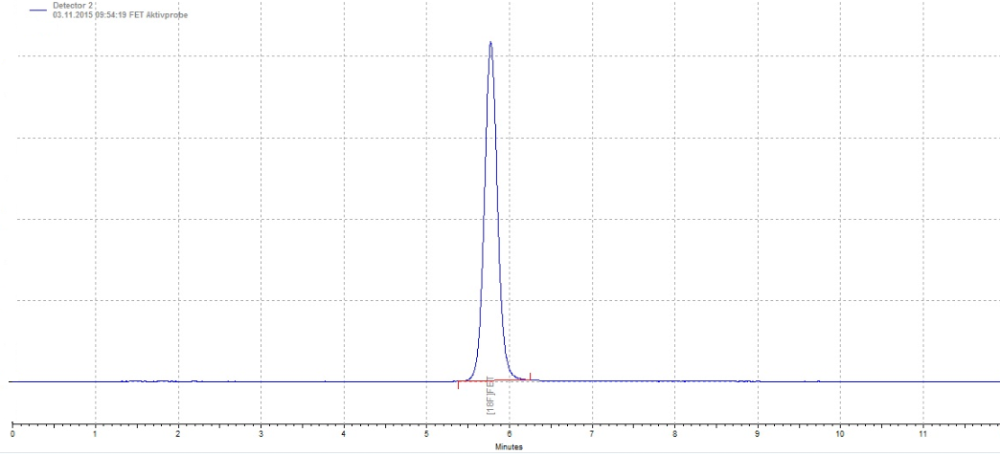 Detector 2
03.11.2015 09:54:19 FET Aktivprobe
[18F]FET
0 1 2 3 4 5 6 7 8 9 10 11
Minutes